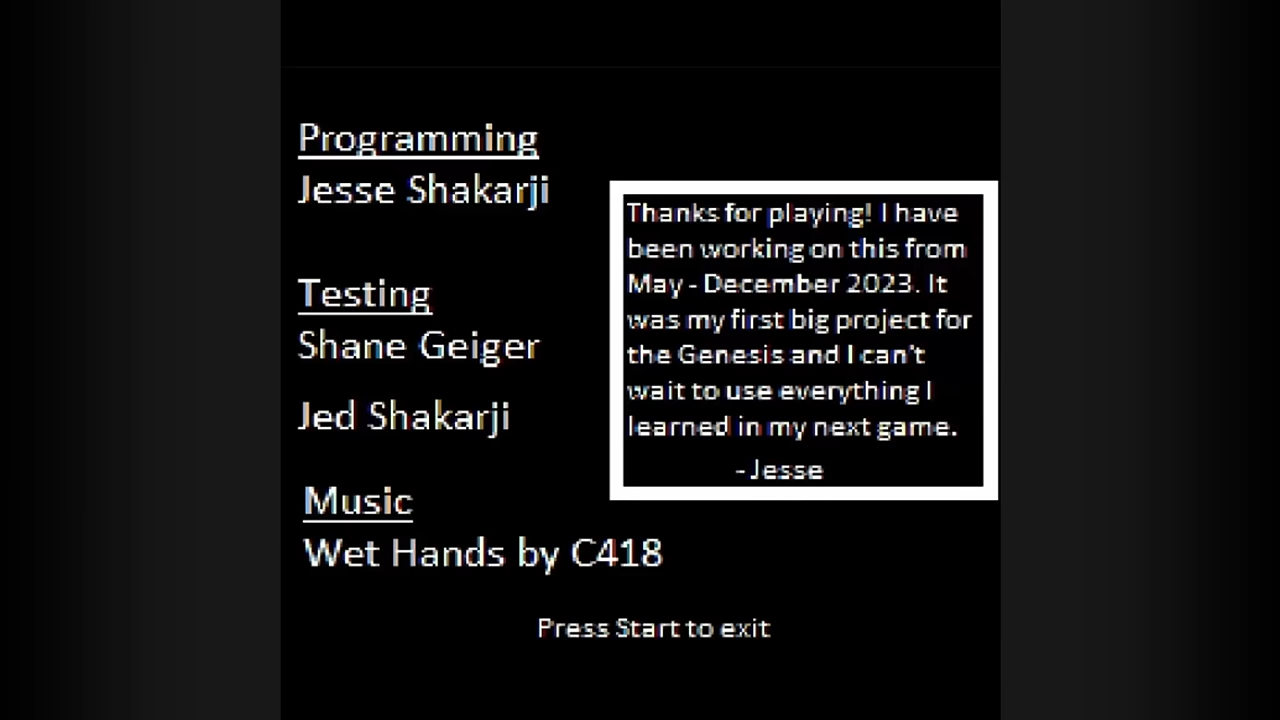 Programming
Jesse Shakarji
Testing
Shane Geiger
Jed Shakarji
Music
Wet Hands by C418
Thanks for playing! I have
been working on this from
May - December 2023. It
was my first big project for
the Genesis and I can't
wait to use everything I
learned in my next game.
- Jesse
Press Start to exit